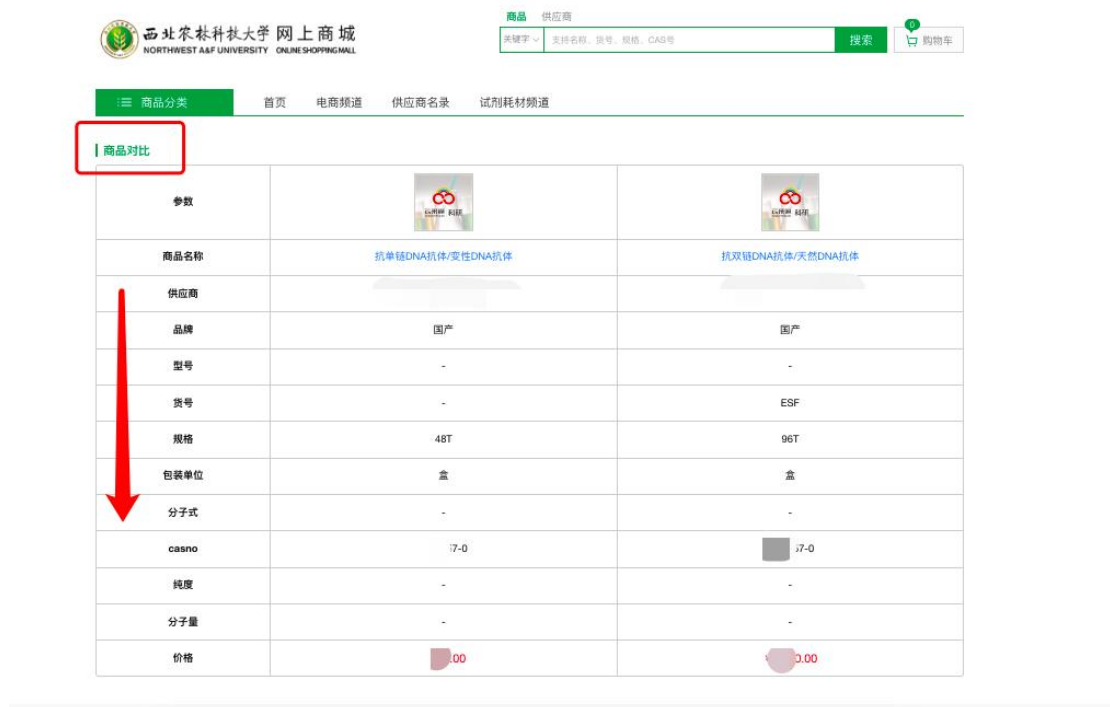 商品 供应商
西北农林科技大学 网上商城
NORTHWEST A&F UNIVERSITY ONLINE SHOPPING MALL
关键字 支持名称、货号、规格、CAS号 搜索 0 购物车
商品分类 首页 电商频道 供应商名录 试剂耗材频道
商品对比
参数 科研 科研
商品名称 抗单链DNA抗体/变性DNA抗体 抗双链DNA抗体/天然DNA抗体
供应商
品牌 国产 国产
型号 - -
货号 - ESF
规格 48T 96T
包装单位 盒 盒
分子式 - -
casno 7-0 7-0
纯度 - -
分子量 - -
价格 .00 0.00